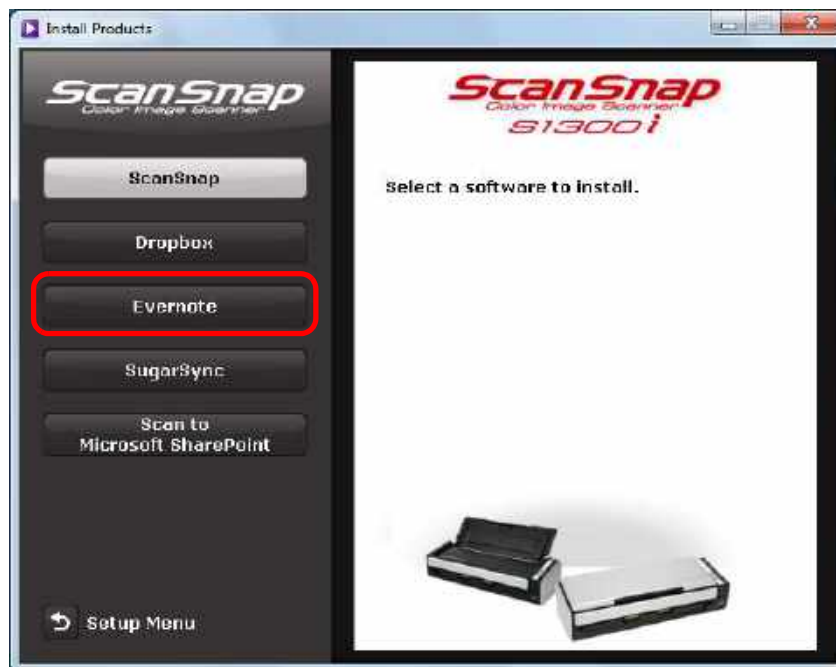 Install Products
ScanSnap
Color Image Scanner
ScanSnap
Color Image Scanner
S1300i
ScanSnap
Select a software to install.
Dropbox
Evernote
SugarSync
Scan to
Microsoft SharePoint
Setup Menu